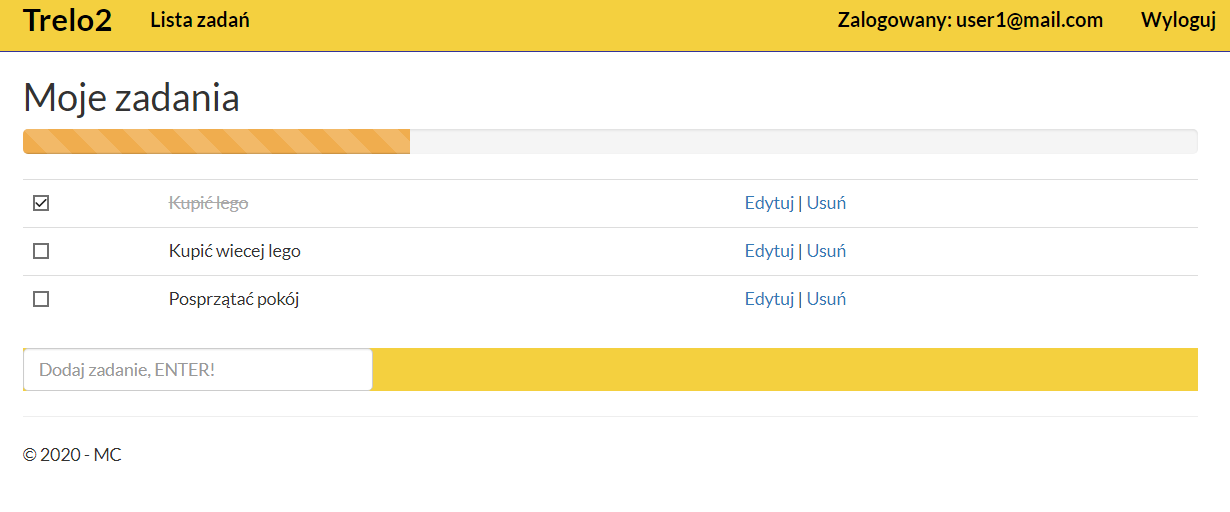 Trelo2 Lista zadań Zalogowany: user1@mail.com Wyloguj
Moje zadania
Kupić lego Edytuj | Usuń
Kupić wiecej lego Edytuj | Usuń
Posprzątać pokój Edytuj | Usuń
Dodaj zadanie, ENTER!
© 2020 - MC